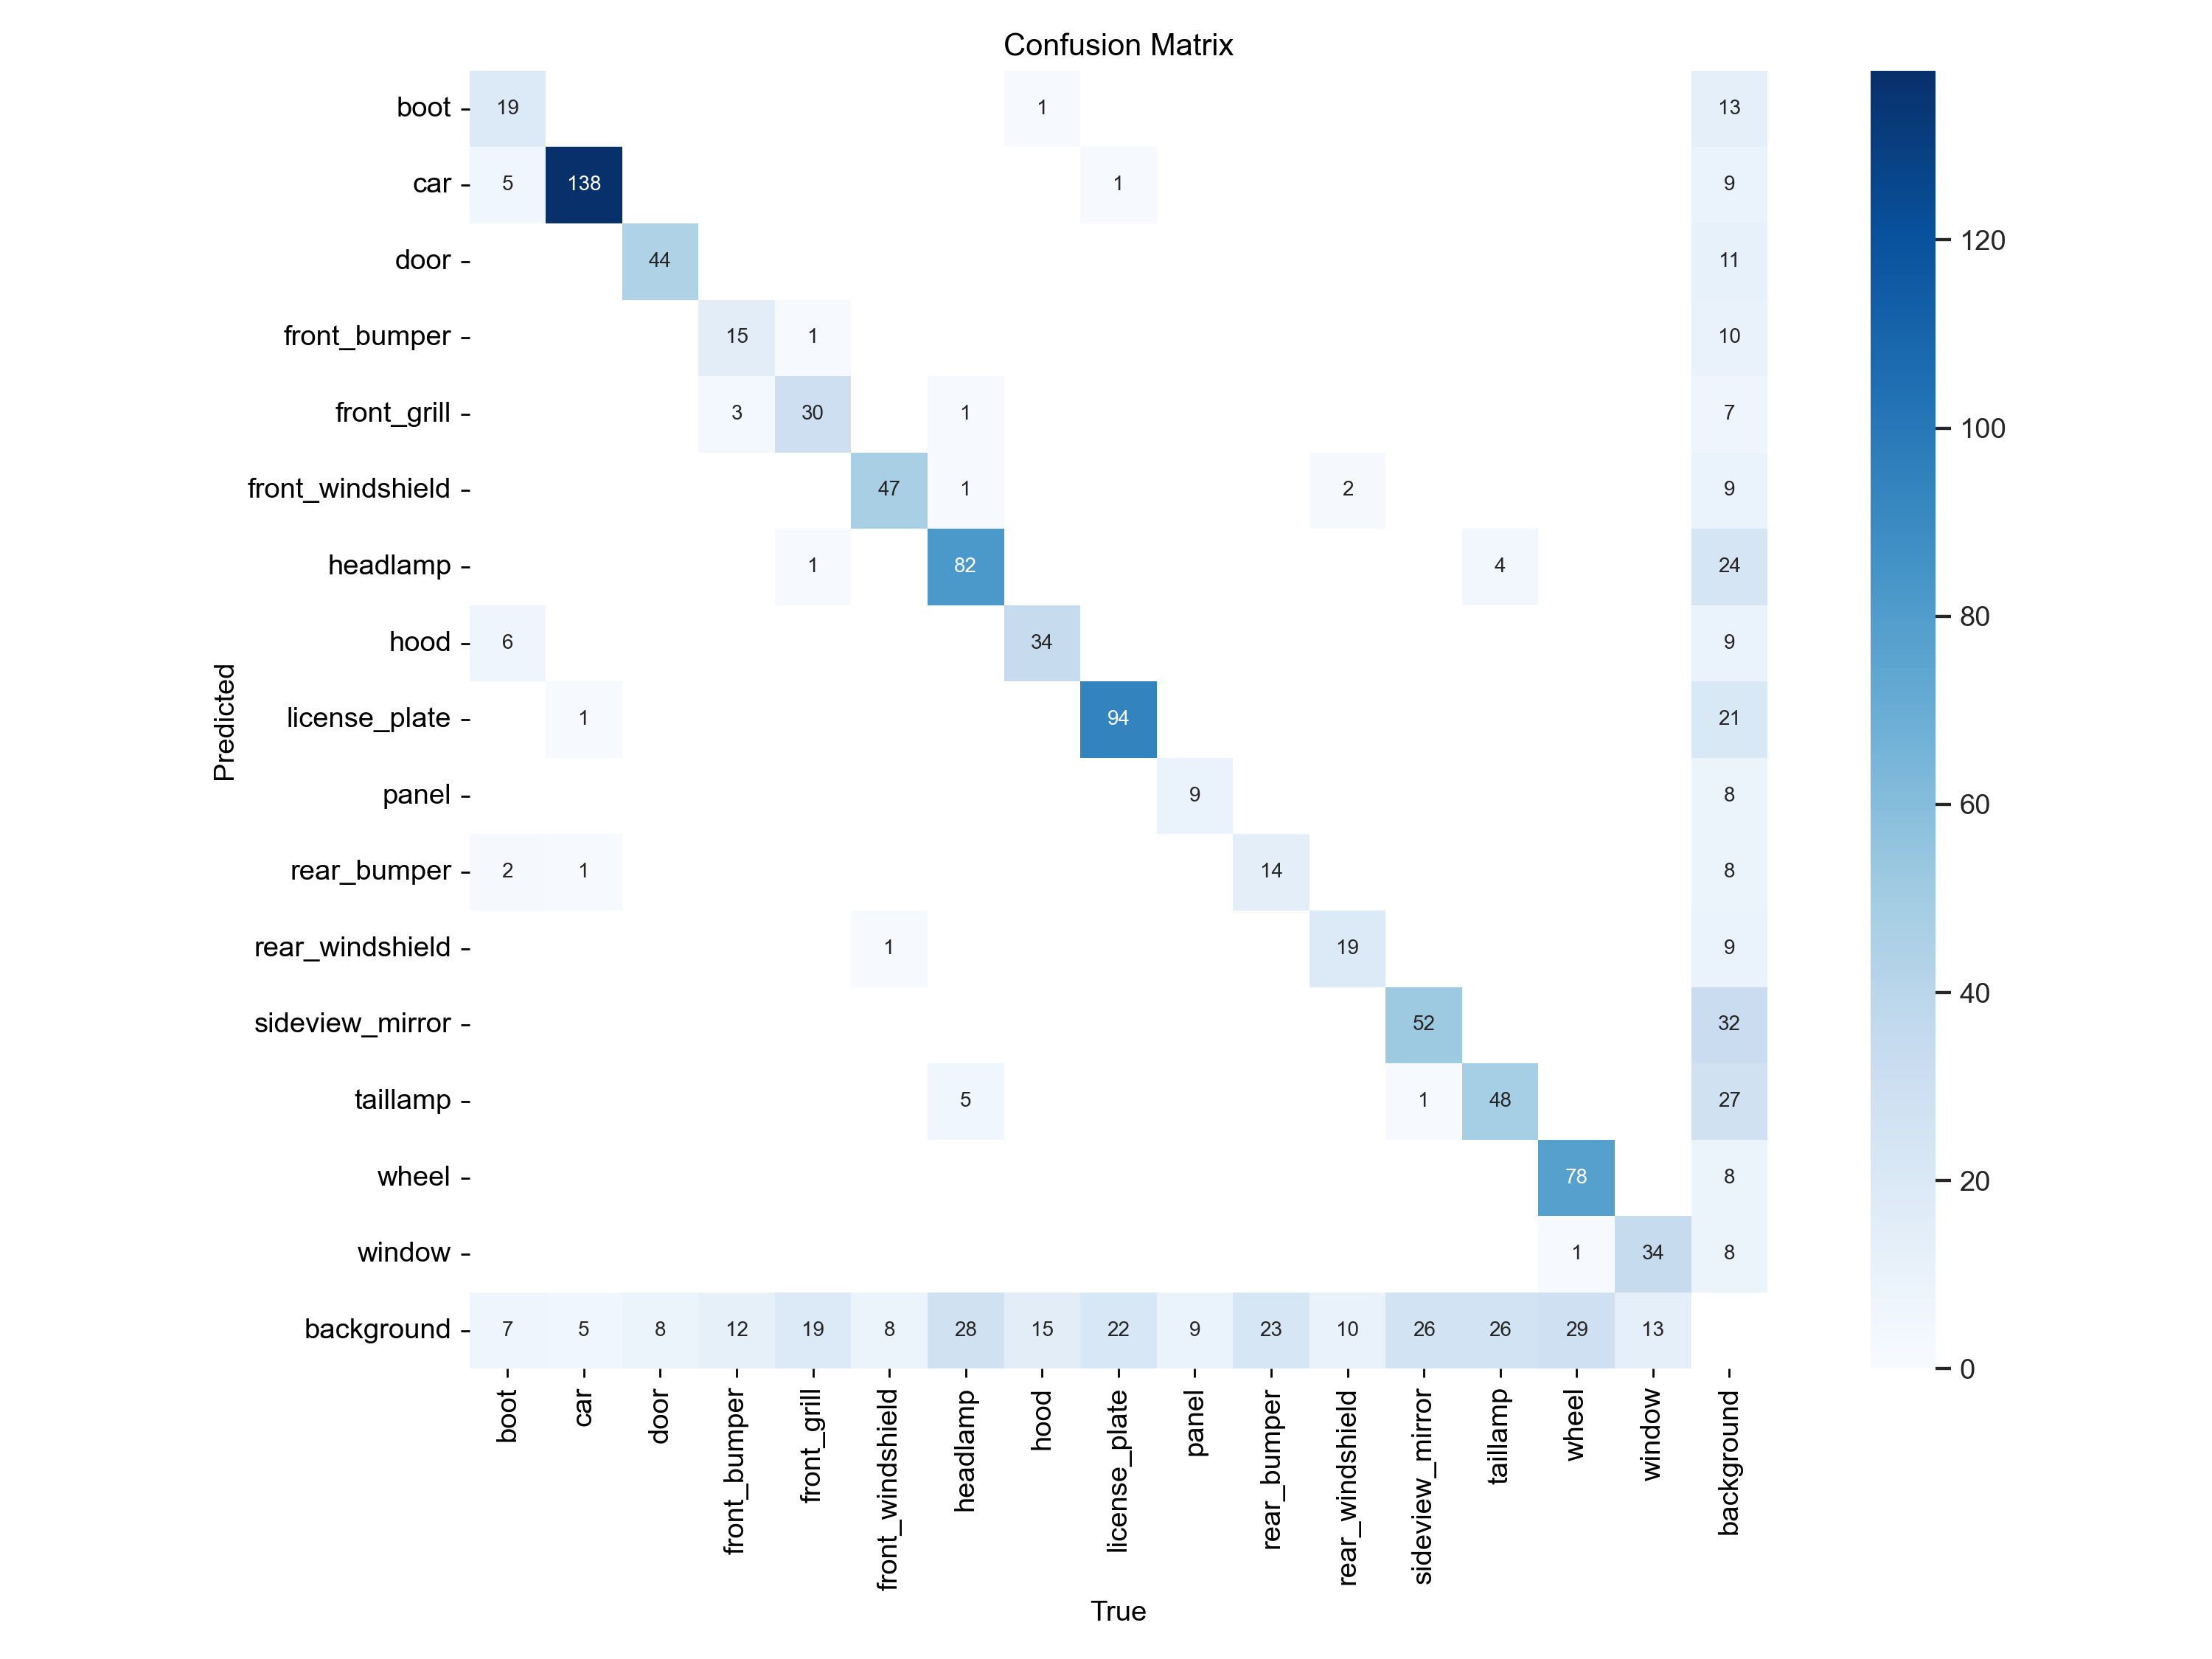 Confusion Matrix
boot 19 1 13
car 5 138 1 9
door 44 11
front_bumper 15 1 10
front_grill 3 30 1 7
front_windshield 47 1 2 9
headlamp 1 82 4 24
hood 6 34 9
license_plate 1 94 21
panel 9 8
rear_bumper 2 1 14 8
rear_windshield 1 19 9
sideview_mirror 52 32
taillamp 5 1 48 27
wheel 78 8
window 1 34 8
background 7 5 8 12 19 8 28 15 22 9 23 10 26 26 29 13
Predicted
boot
car
door
front_bumper
front_grill
front_windshield
headlamp
hood
license_plate
panel
rear_bumper
rear_windshield
sideview_mirror
taillamp
wheel
window
background
True
120
100
80
60
40
20
0